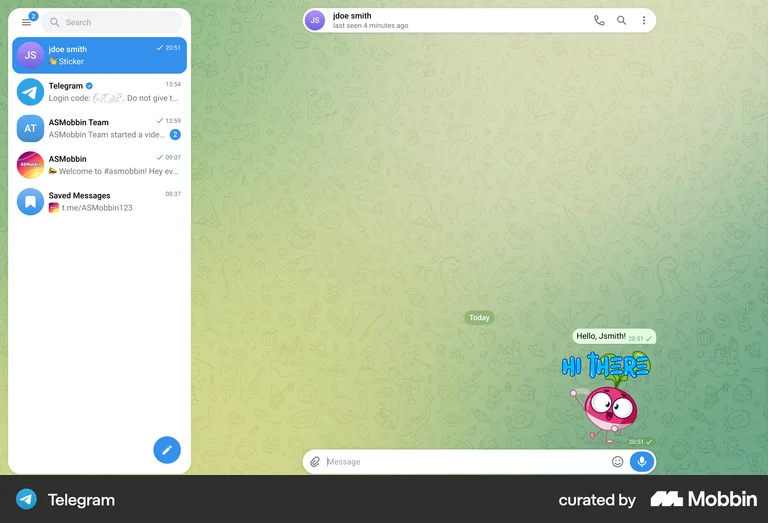 2
Search
JS
jdoe smith
20:51
👋 Sticker
Telegram
13:54
Login code: Do not give t...
AT
ASMobbin Team
12:59
ASMobbin Team started a vide...
2
ASMobbin
ASMobbin
09:07
Welcome to #asmobbin! Hey ev...
Saved Messages
08:37
t.me/ASMobbin123
JS
jdoe smith
last seen 4 minutes ago
Today
Hello, Jsmith! 20:51
HI THERE
20:51
Message
Telegram
curated by Mobbin